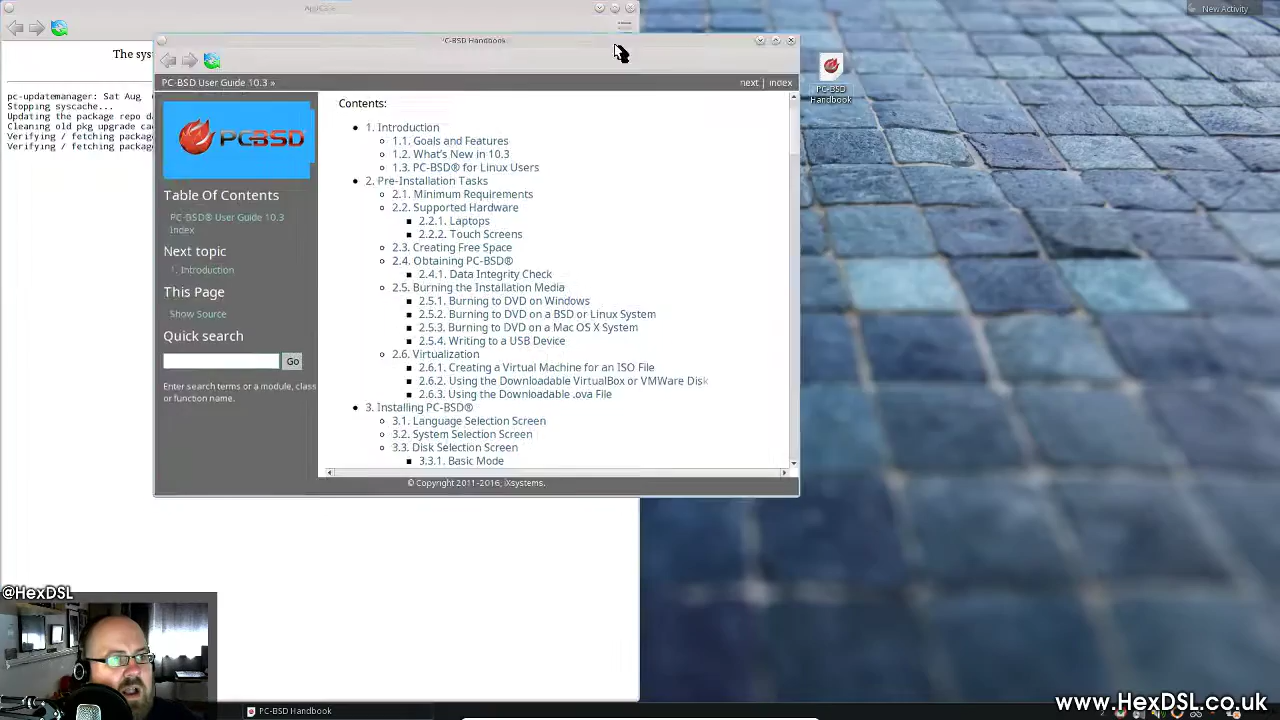 AppCafe
New Activity
PC-BSD Handbook
The sys
PC-BSD User Guide 10.3 »
next | index
PC-BSD
Handbook
pc-updatemanager: Sat Aug
Stopping syscache...
Updating the package repo da
Cleaning old pkg upgrade cac
Verifying / fetching package
Verifying / fetching package
PCBSD
Table Of Contents
PC-BSD® User Guide 10.3
Index
Next topic
1. Introduction
This Page
Show Source
Quick search
Go
Enter search terms or a module, class
or function name.
Contents:
1. Introduction
1.1. Goals and Features
1.2. What's New in 10.3
1.3. PC-BSD® for Linux Users
2. Pre-Installation Tasks
2.1. Minimum Requirements
2.2. Supported Hardware
2.2.1. Laptops
2.2.2. Touch Screens
2.3. Creating Free Space
2.4. Obtaining PC-BSD®
2.4.1. Data Integrity Check
2.5. Burning the Installation Media
2.5.1. Burning to DVD on Windows
2.5.2. Burning to DVD on a BSD or Linux System
2.5.3. Burning to DVD on a Mac OS X System
2.5.4. Writing to a USB Device
2.6. Virtualization
2.6.1. Creating a Virtual Machine for an ISO File
2.6.2. Using the Downloadable VirtualBox or VMWare Disk
2.6.3. Using the Downloadable .ova File
3. Installing PC-BSD®
3.1. Language Selection Screen
3.2. System Selection Screen
3.3. Disk Selection Screen
3.3.1. Basic Mode
© Copyright 2011-2016, iXsystems.
@HexDSL
PC-BSD Handbook
www.HexDSL.co.uk